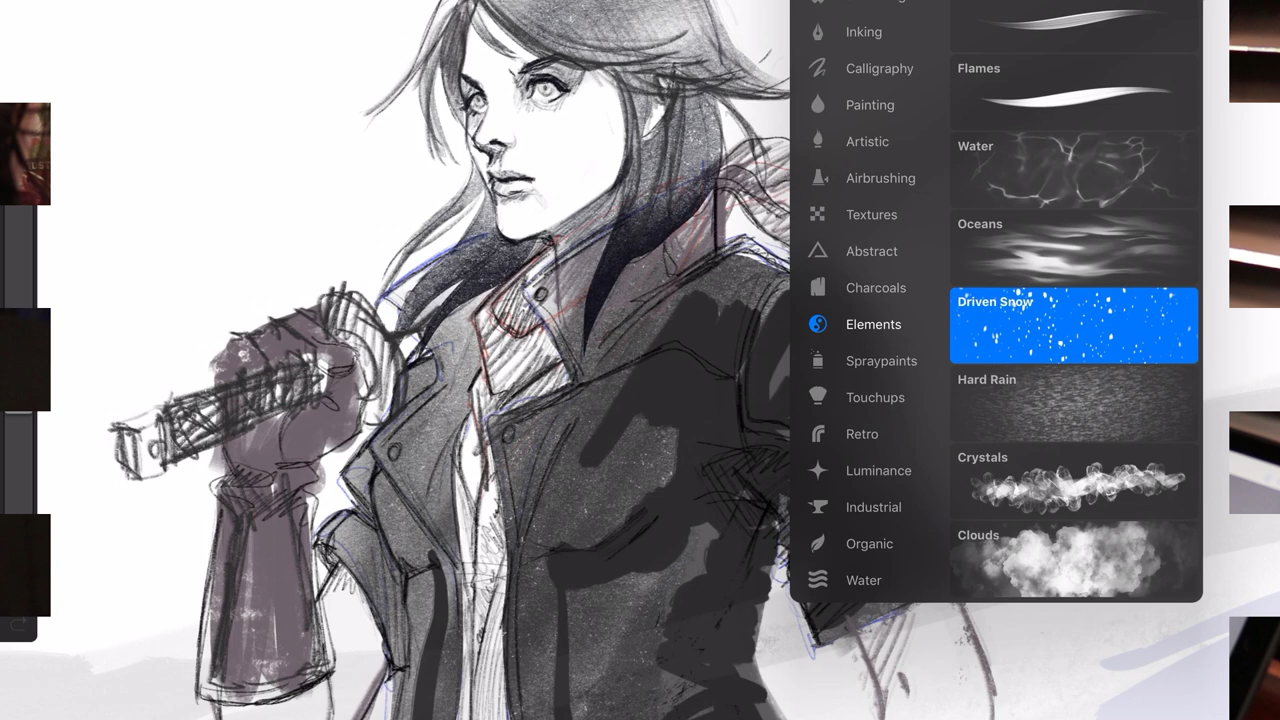 Inking
Calligraphy
Painting
Artistic
Airbrushing
Textures
Abstract
Charcoals
Elements
Spraypaints
Touchups
Retro
Luminance
Industrial
Organic
Water
Flames
Water
Oceans
Driven Snow
Hard Rain
Crystals
Clouds